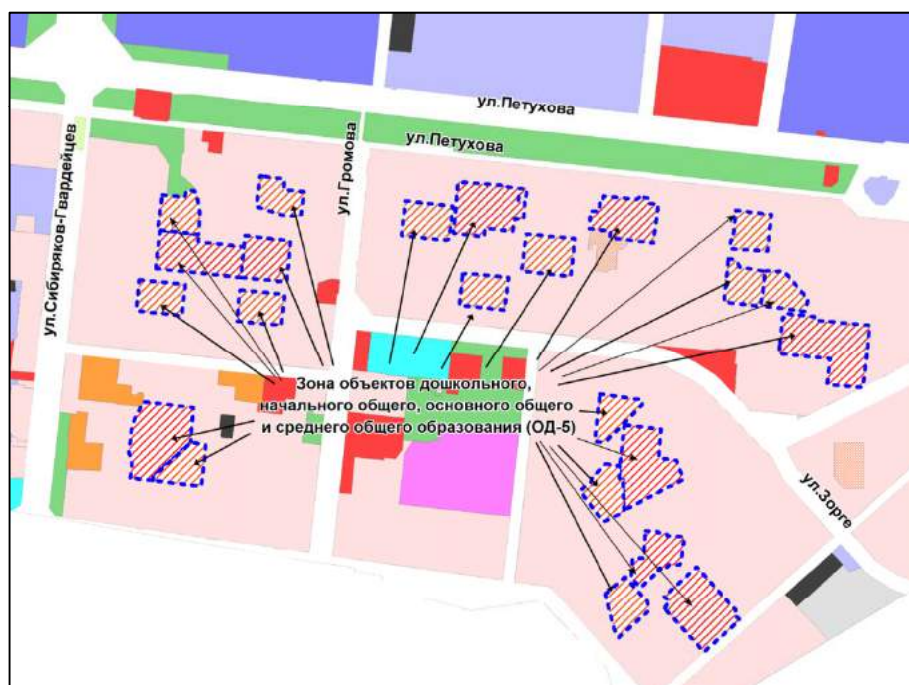 ул.Петухова
ул.Петухова
ул.Сибиряков-Гвардейцев
ул.Громова
Зона объектов дошкольного,
начального общего, основного общего
и среднего общего образования (ОД-5)
ул.Зорге